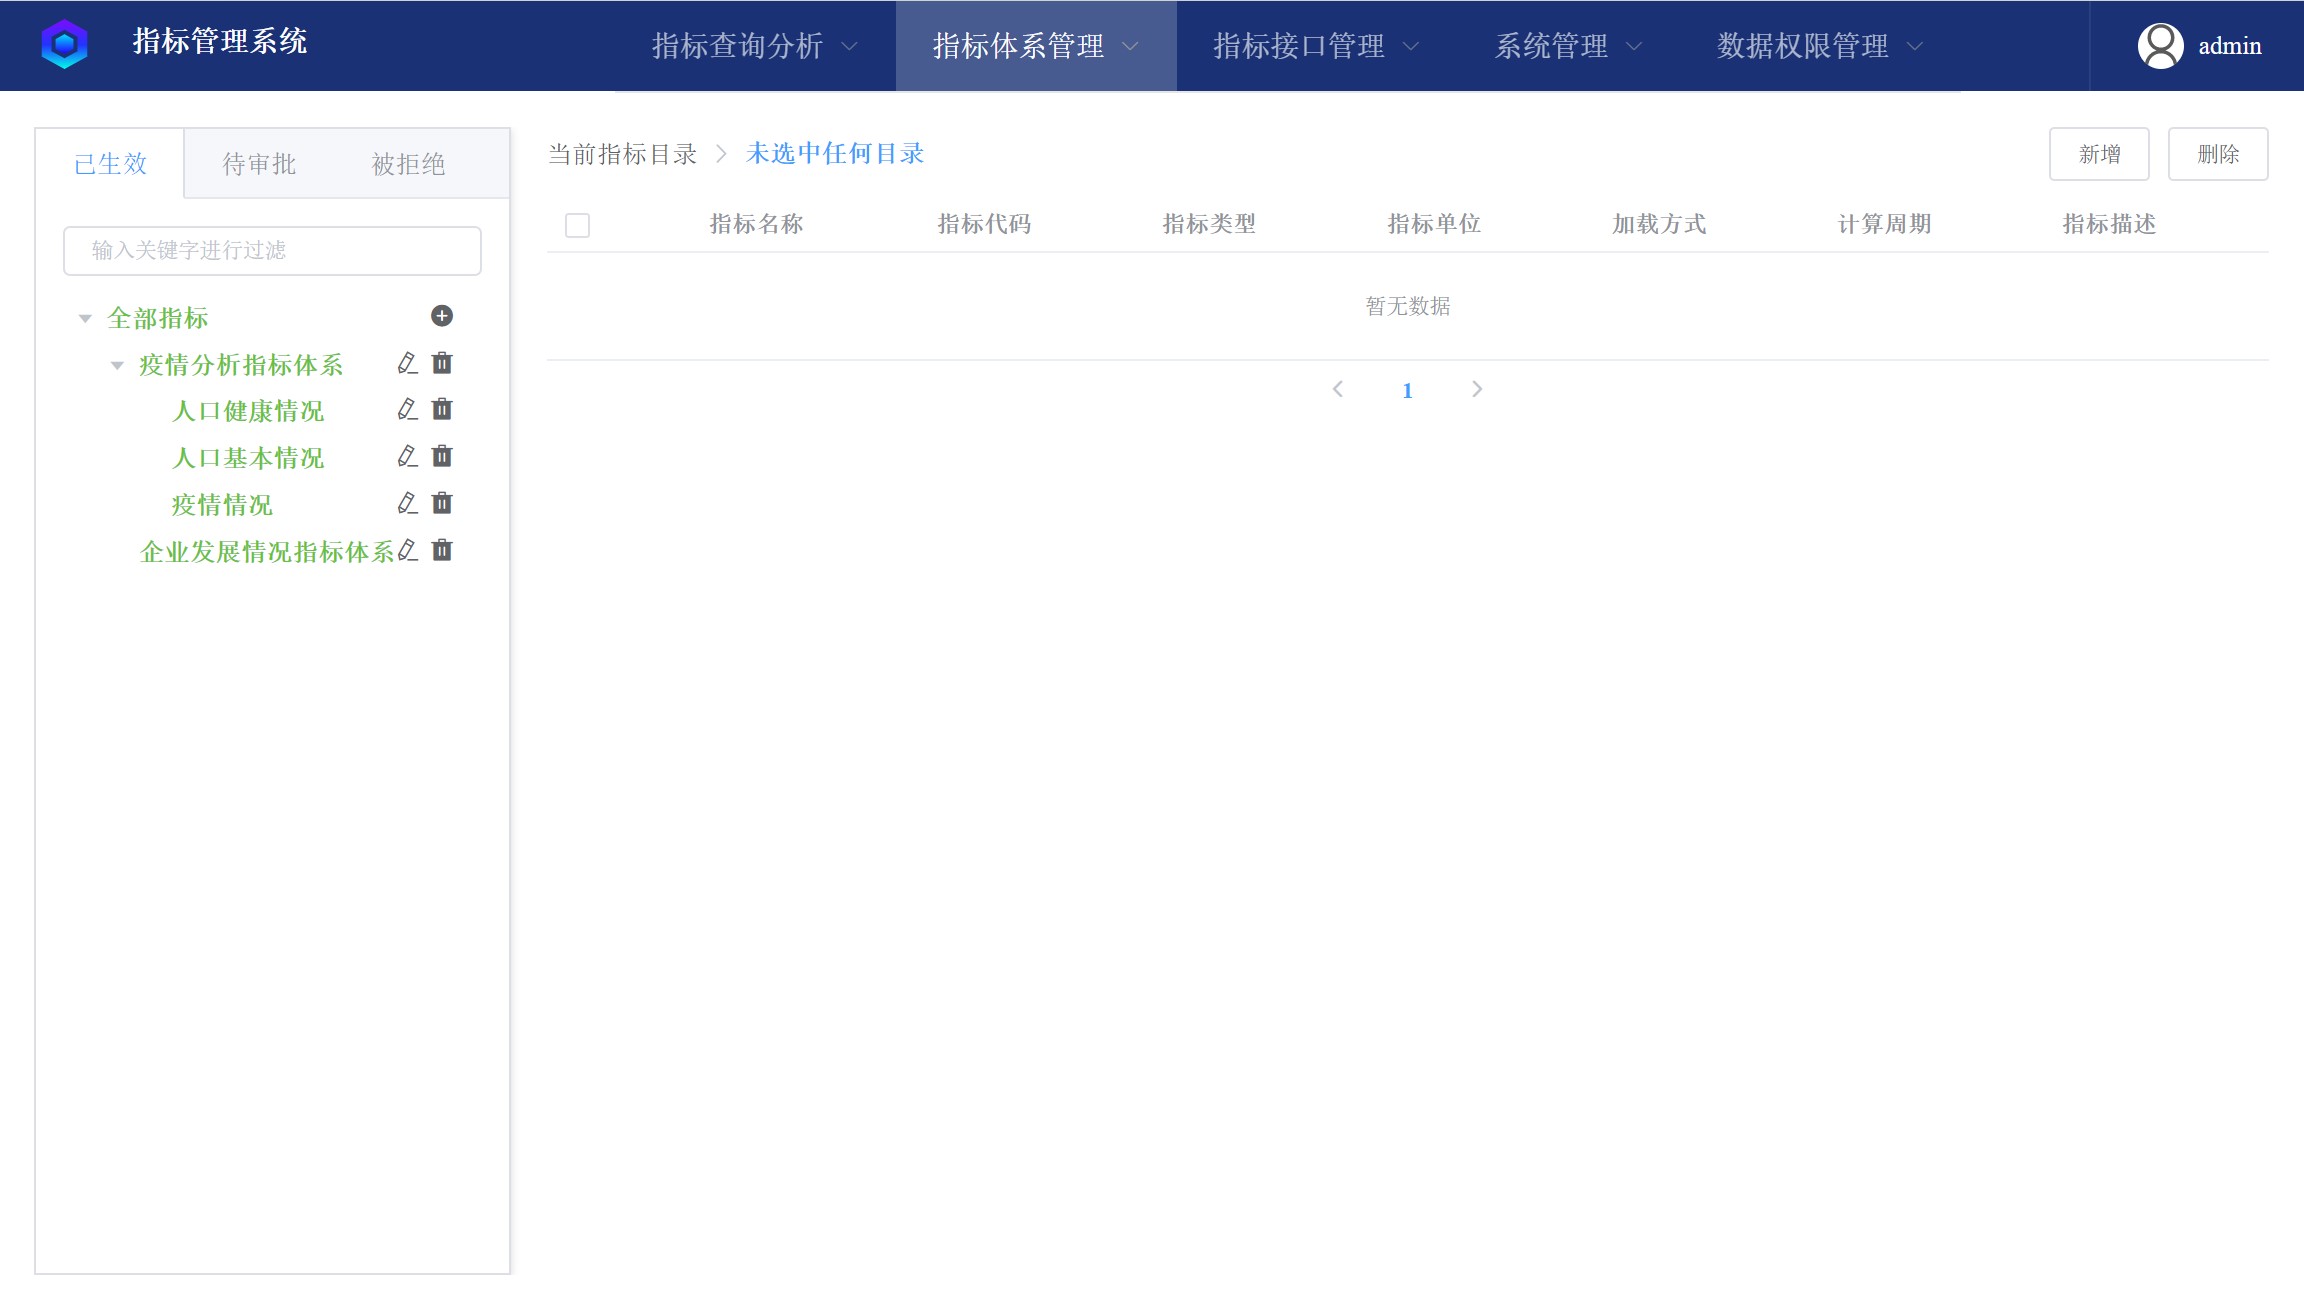 指标管理系统
指标查询分析 指标体系管理 指标接口管理 系统管理 数据权限管理 admin
已生效 待审批 被拒绝
输入关键字进行过滤
全部指标
疫情分析指标体系
人口健康情况
人口基本情况
疫情情况
企业发展情况指标体系
当前指标目录 未选中任何目录
新增 删除
指标名称 指标代码 指标类型 指标单位 加载方式 计算周期 指标描述
暂无数据
1